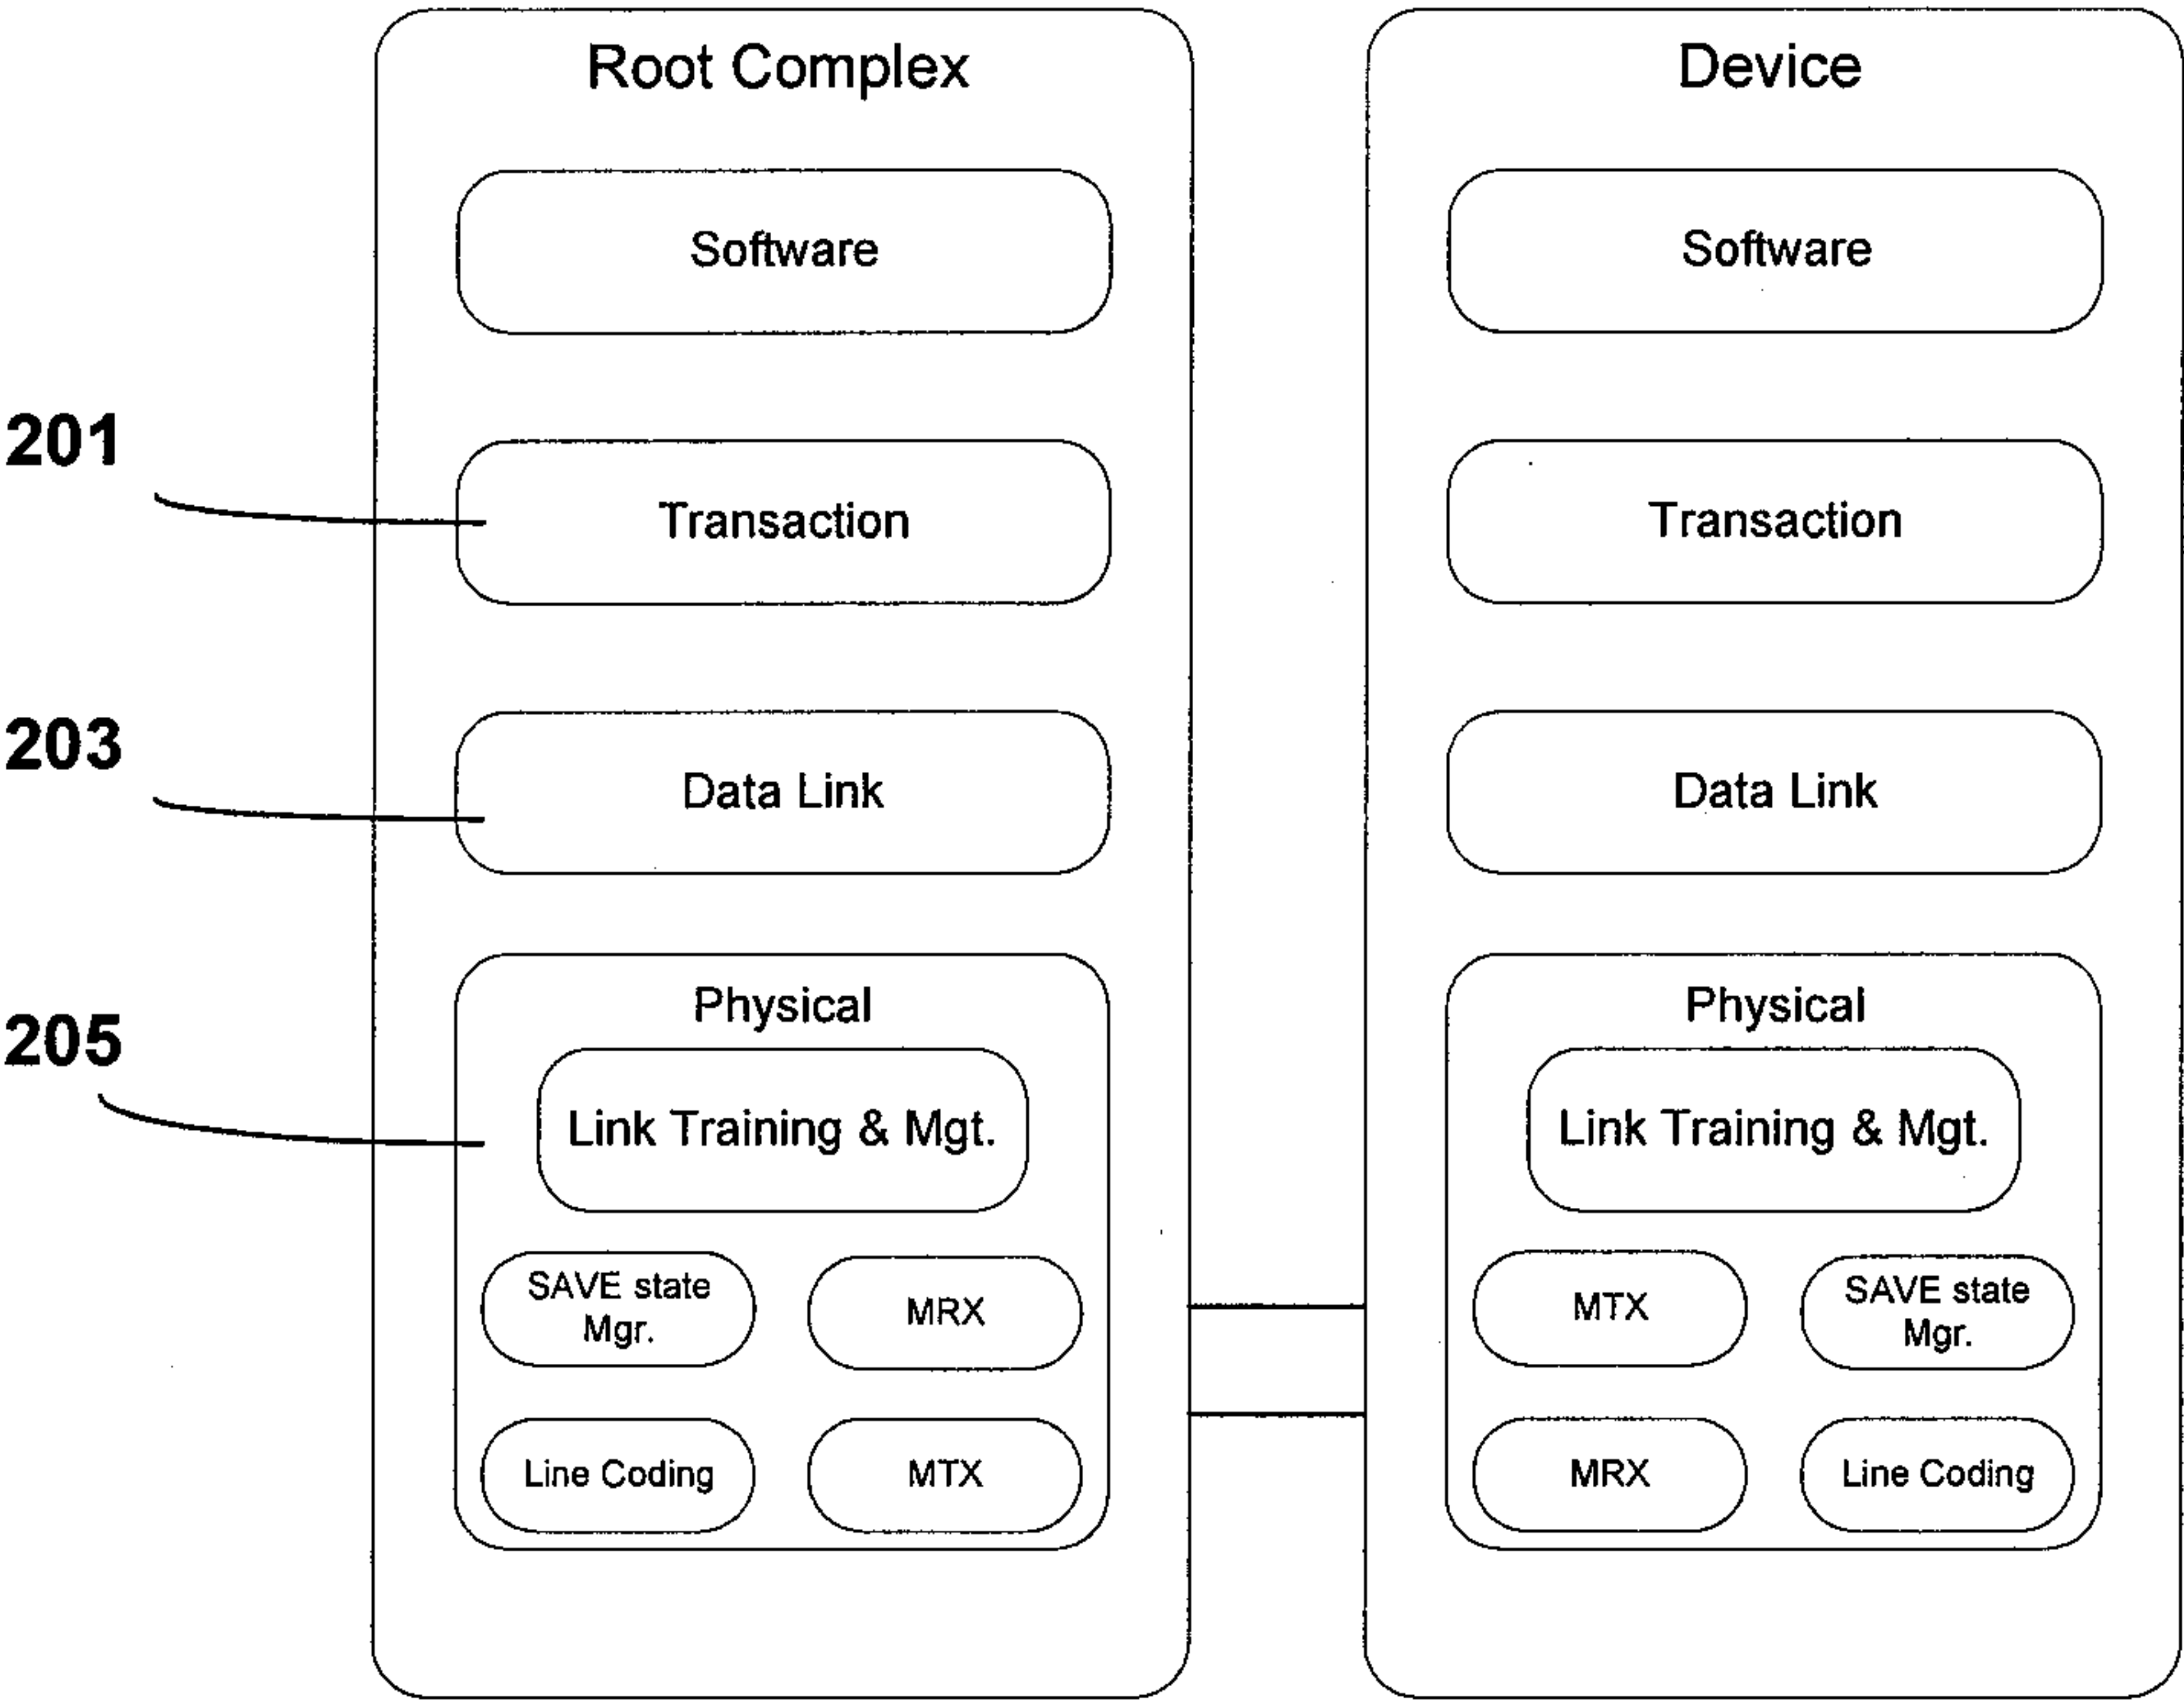 Root Complex
Device
Software
Software
201
Transaction
Transaction
203
Data Link
Data Link
205
Physical
Physical
Link Training & Mgt.
Link Training & Mgt.
SAVE state
Mgr.
MRX
MTX
SAVE state
Mgr.
Line Coding
MTX
MRX
Line Coding